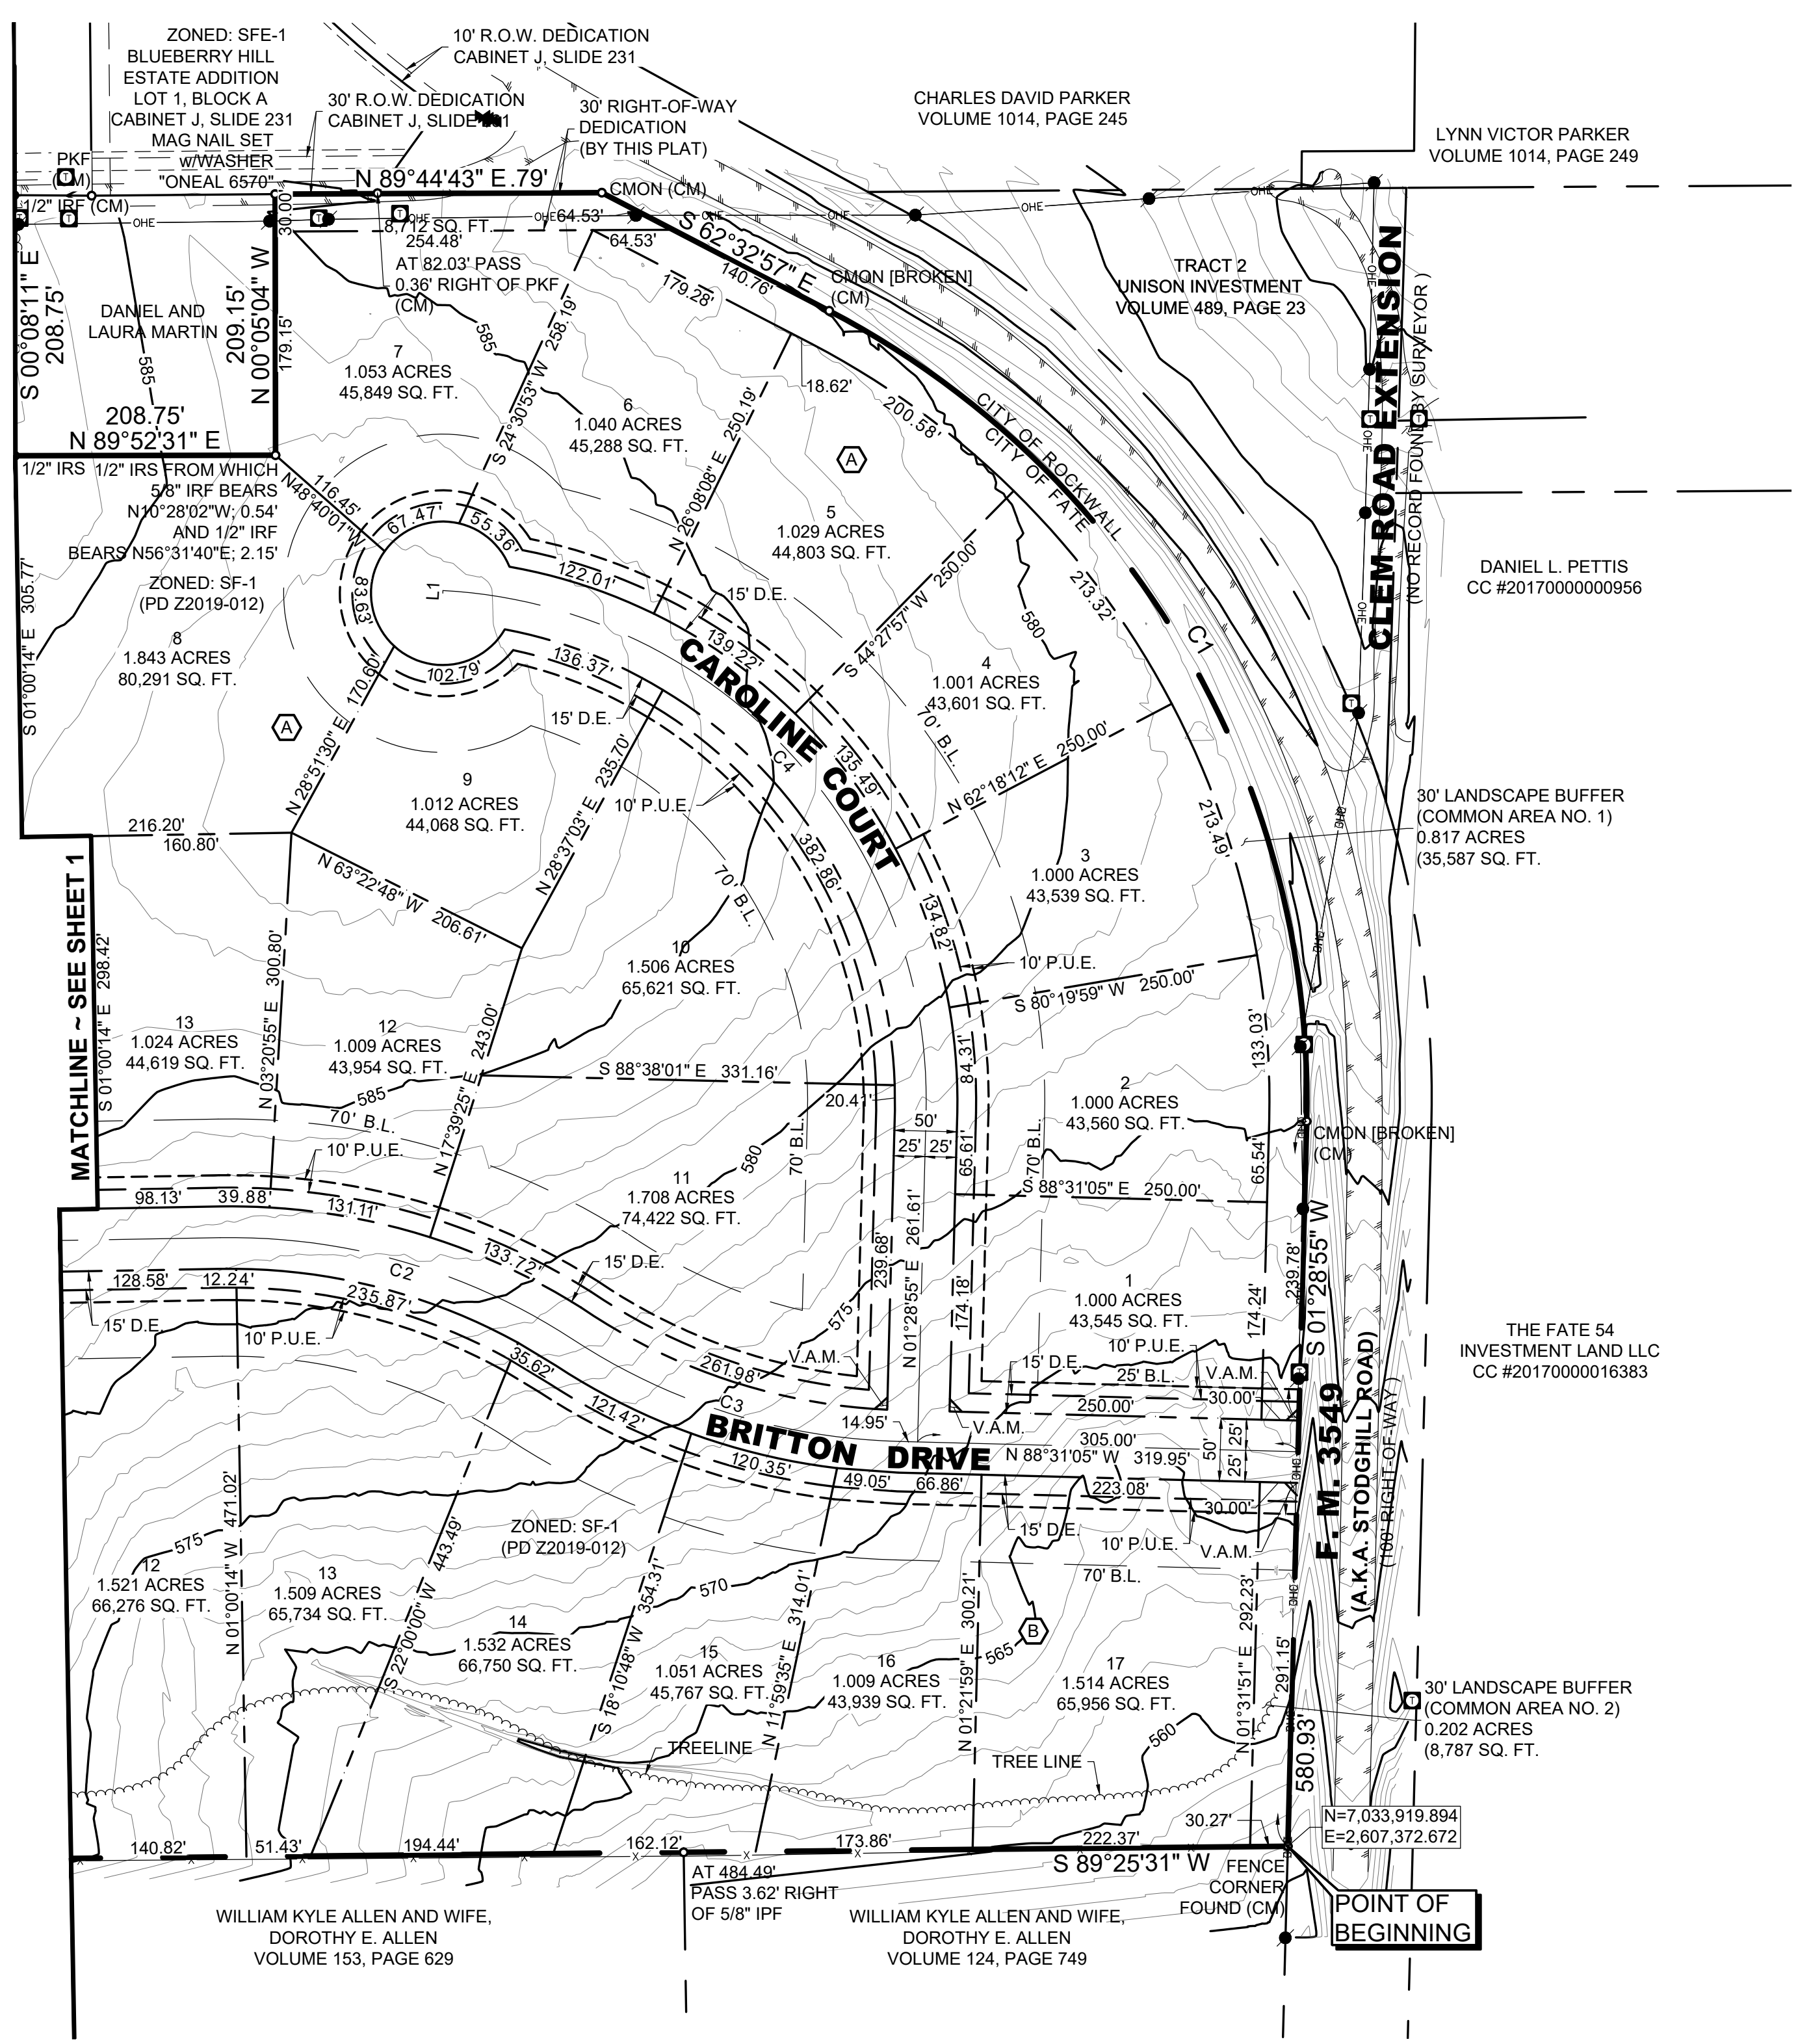 ZONED: SFE-1
BLUEBERRY HILL
ESTATE ADDITION
LOT 1, BLOCK A
CABINET J, SLIDE 231
MAG NAIL SET
w/WASHER
"ONEAL 6570"
PKF
1/2" IRF (CM)
10' R.O.W. DEDICATION
CABINET J, SLIDE 231
30' R.O.W. DEDICATION
CABINET J, SLIDE 231
30' RIGHT-OF-WAY
DEDICATION
(BY THIS PLAT)
CHARLES DAVID PARKER
VOLUME 1014, PAGE 245
LYNN VICTOR PARKER
VOLUME 1014, PAGE 249
N 89°44'43" E
.79'
CMON (CM)
OHE
OHE
OHE
OHE
OHE
OHE
OHE
64.53'
30.00'
8,712 SQ. FT.
254.48'
64.53'
AT 82.03' PASS
0.36' RIGHT OF PKF
(CM)
S 62°32'57" E
140.76'
179.28'
CMON [BROKEN]
(CM)
TRACT 2
UNISON INVESTMENT
VOLUME 489, PAGE 23
CLEM ROAD EXTENSION
(NO RECORD FOUND BY SURVEYOR )
S 00°08'11" E
208.75'
DANIEL AND
LAURA MARTIN
585
N 00°05'04" W
209.15'
179.15'
208.75'
N 89°52'31" E
7
1.053 ACRES
45,849 SQ. FT.
585
S 24°30'53" W 258.19'
6
1.040 ACRES
45,288 SQ. FT.
N 26°08'08" E 250.19'
18.62'
200.58'
A
CITY OF ROCKWALL
CITY OF FATE
1/2" IRS
1/2" IRS FROM WHICH
5/8" IRF BEARS
N10°28'02"W; 0.54'
AND 1/2" IRF
BEARS N56°31'40"E; 2.15'
116.45'
N48°40'01"W
ZONED: SF-1
(PD Z2019-012)
S 01°00'14" E 305.77'
8
1.843 ACRES
80,291 SQ. FT.
67.47'
55.36'
83.63'
102.79'
L1
122.01'
136.37'
15' D.E.
139.22'
5
1.029 ACRES
44,803 SQ. FT.
S 44°27'57" W 250.00'
213.32'
580
C1
DANIEL L. PETTIS
CC #20170000000956
4
1.001 ACRES
43,601 SQ. FT.
70' B.L.
N 62°18'12" E 250.00'
CAROLINE COURT
C4
135.49'
15' D.E.
A
N 28°51'30" E 170.60'
9
1.012 ACRES
44,068 SQ. FT.
N 28°37'03" E 235.70'
10' P.U.E.
382.86'
70' B.L.
213.49'
30' LANDSCAPE BUFFER
(COMMON AREA NO. 1)
0.817 ACRES
(35,587 SQ. FT.
216.20'
160.80'
N 63°22'48" W 206.61'
3
1.000 ACRES
43,539 SQ. FT.
134.82'
MATCHLINE ~ SEE SHEET 1
S 01°00'14" E 298.42'
10
1.506 ACRES
65,621 SQ. FT.
10' P.U.E.
S 80°19'59" W 250.00'
N 03°20'55" E 300.80'
13
1.024 ACRES
44,619 SQ. FT.
12
1.009 ACRES
43,954 SQ. FT.
N 17°39'25" E 243.00'
S 88°38'01" E 331.16'
585
70' B.L.
20.41'
84.31'
133.03'
2
1.000 ACRES
43,560 SQ. FT.
50'
25'
25'
580
70' B.L.
65.61'
70' B.L.
65.54'
CMON [BROKEN]
(CM)
10' P.U.E.
98.13'
39.88'
131.11'
11
1.708 ACRES
74,422 SQ. FT.
S 88°31'05" E 250.00'
133.72'
15' D.E.
C2
128.58'
12.24'
235.87'
15' D.E.
10' P.U.E.
239.68'
N 01°28'55" E 261.61'
174.18'
575
1
1.000 ACRES
43,545 SQ. FT.
174.24'
239.78'
S 01°28'55" W
THE FATE 54
INVESTMENT LAND LLC
CC #20170000016383
35.62'
261.98'
V.A.M.
15' D.E.
10' P.U.E.
25' B.L.
V.A.M.
30.00'
250.00'
121.42'
C3
BRITTON DRIVE
14.95'
V.A.M.
305.00'
N 88°31'05" W 319.95'
50'
25'
25'
120.35'
49.05'
66.86'
223.08'
30.00'
15' D.E.
10' P.U.E.
V.A.M.
70' B.L.
F. M. 3549
(A.K.A. STODGHILL ROAD)
(100' RIGHT-OF-WAY )
N 01°00'14" W 471.02'
575
12
1.521 ACRES
66,276 SQ. FT.
13
1.509 ACRES
65,734 SQ. FT.
S 22°00'00" W 443.49'
ZONED: SF-1
(PD Z2019-012)
14
1.532 ACRES
66,750 SQ. FT.
570
S 18°10'48" W 354.31'
15
1.051 ACRES
45,767 SQ. FT.
N 11°59'35" E 314.01'
16
1.009 ACRES
43,939 SQ. FT.
N 01°21'59" E 300.21'
565
B
17
1.514 ACRES
65,956 SQ. FT.
N 01°31'51" E 292.23'
291.15'
560
580.93'
30' LANDSCAPE BUFFER
(COMMON AREA NO. 2)
0.202 ACRES
(8,787 SQ. FT.
TREELINE
TREE LINE
30.27'
N=7,033,919.894
E=2,607,372.672
140.82'
51.43'
194.44'
162.12'
173.86'
222.37'
S 89°25'31" W
AT 484.49'
PASS 3.62' RIGHT
OF 5/8" IPF
FENCE
CORNER
FOUND (CM)
POINT OF
BEGINNING
WILLIAM KYLE ALLEN AND WIFE,
DOROTHY E. ALLEN
VOLUME 153, PAGE 629
WILLIAM KYLE ALLEN AND WIFE,
DOROTHY E. ALLEN
VOLUME 124, PAGE 749